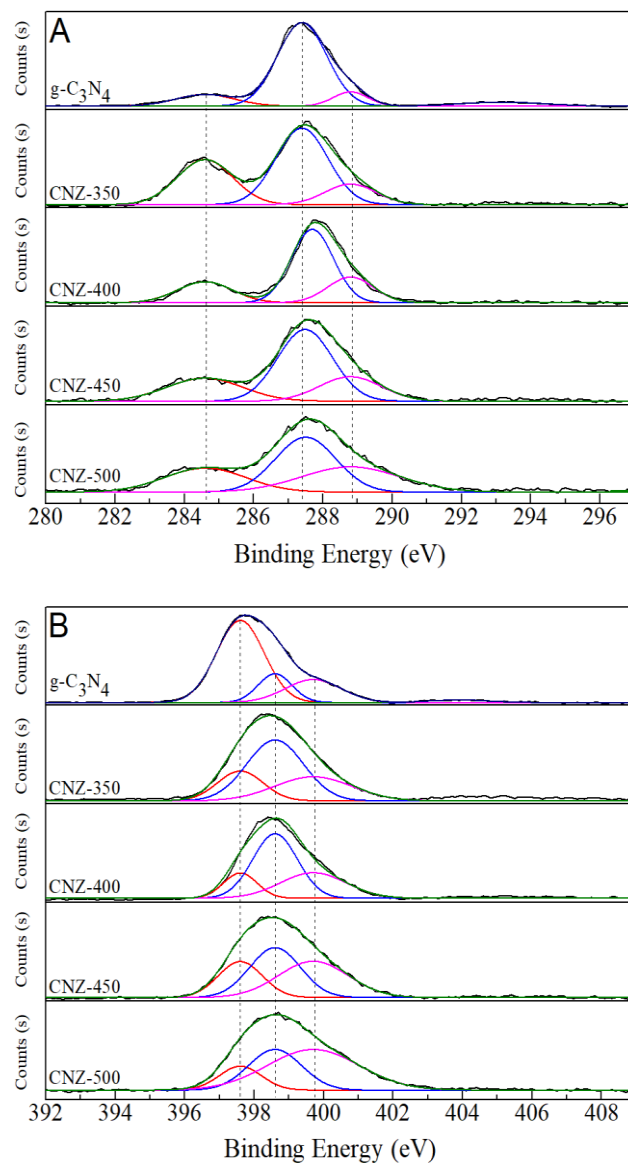 A
Counts (s)
g-C3N4
Counts (s)
CNZ-350
Counts (s)
CNZ-400
Counts (s)
CNZ-450
Counts (s)
CNZ-500
280 282 284 286 288 290 292 294 296
Binding Energy (eV)
B
Counts (s)
g-C3N4
Counts (s)
CNZ-350
Counts (s)
CNZ-400
Counts (s)
CNZ-450
Counts (s)
CNZ-500
392 394 396 398 400 402 404 406 408
Binding Energy (eV)